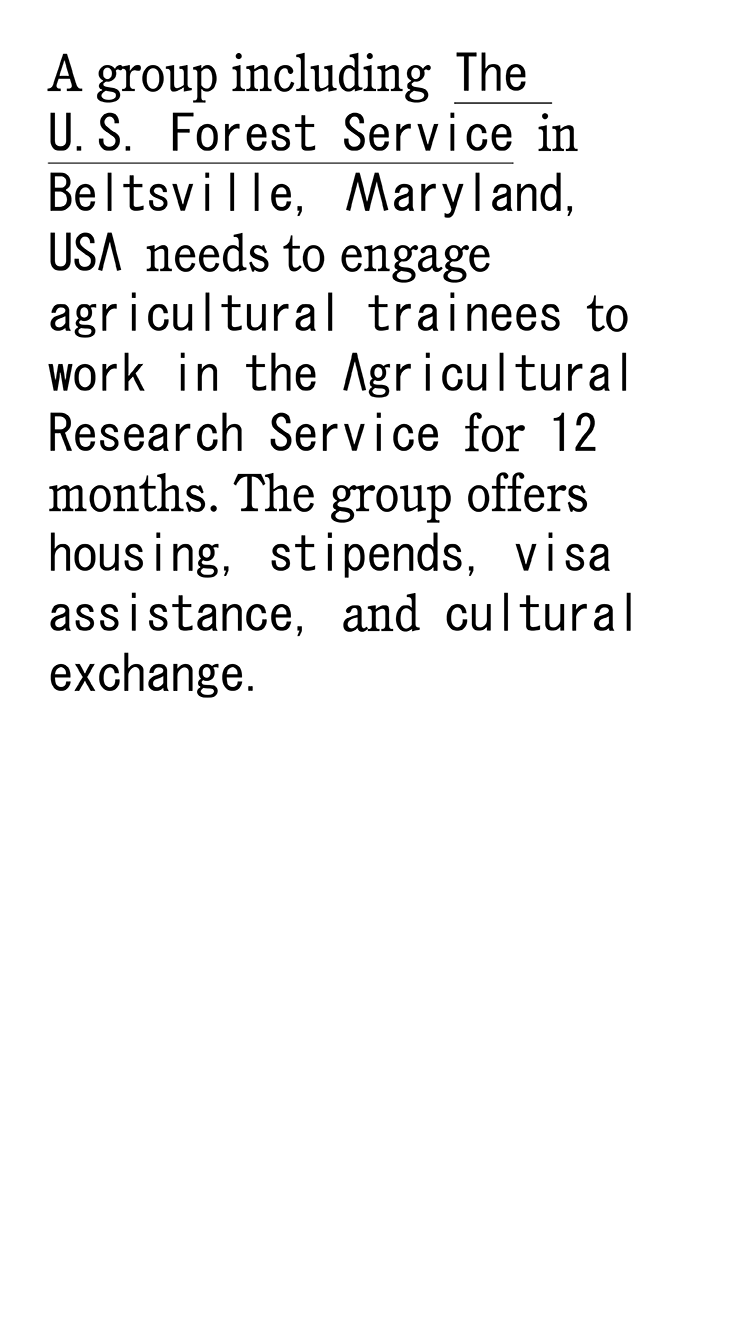 A group including The
U.S. Forest Service in
Beltsville, Maryland,
USA needs to engage
agricultural trainees to
work in the Agricultural
Research Service for 12
months. The group offers
housing, stipends, visa
assistance, and cultural
exchange.